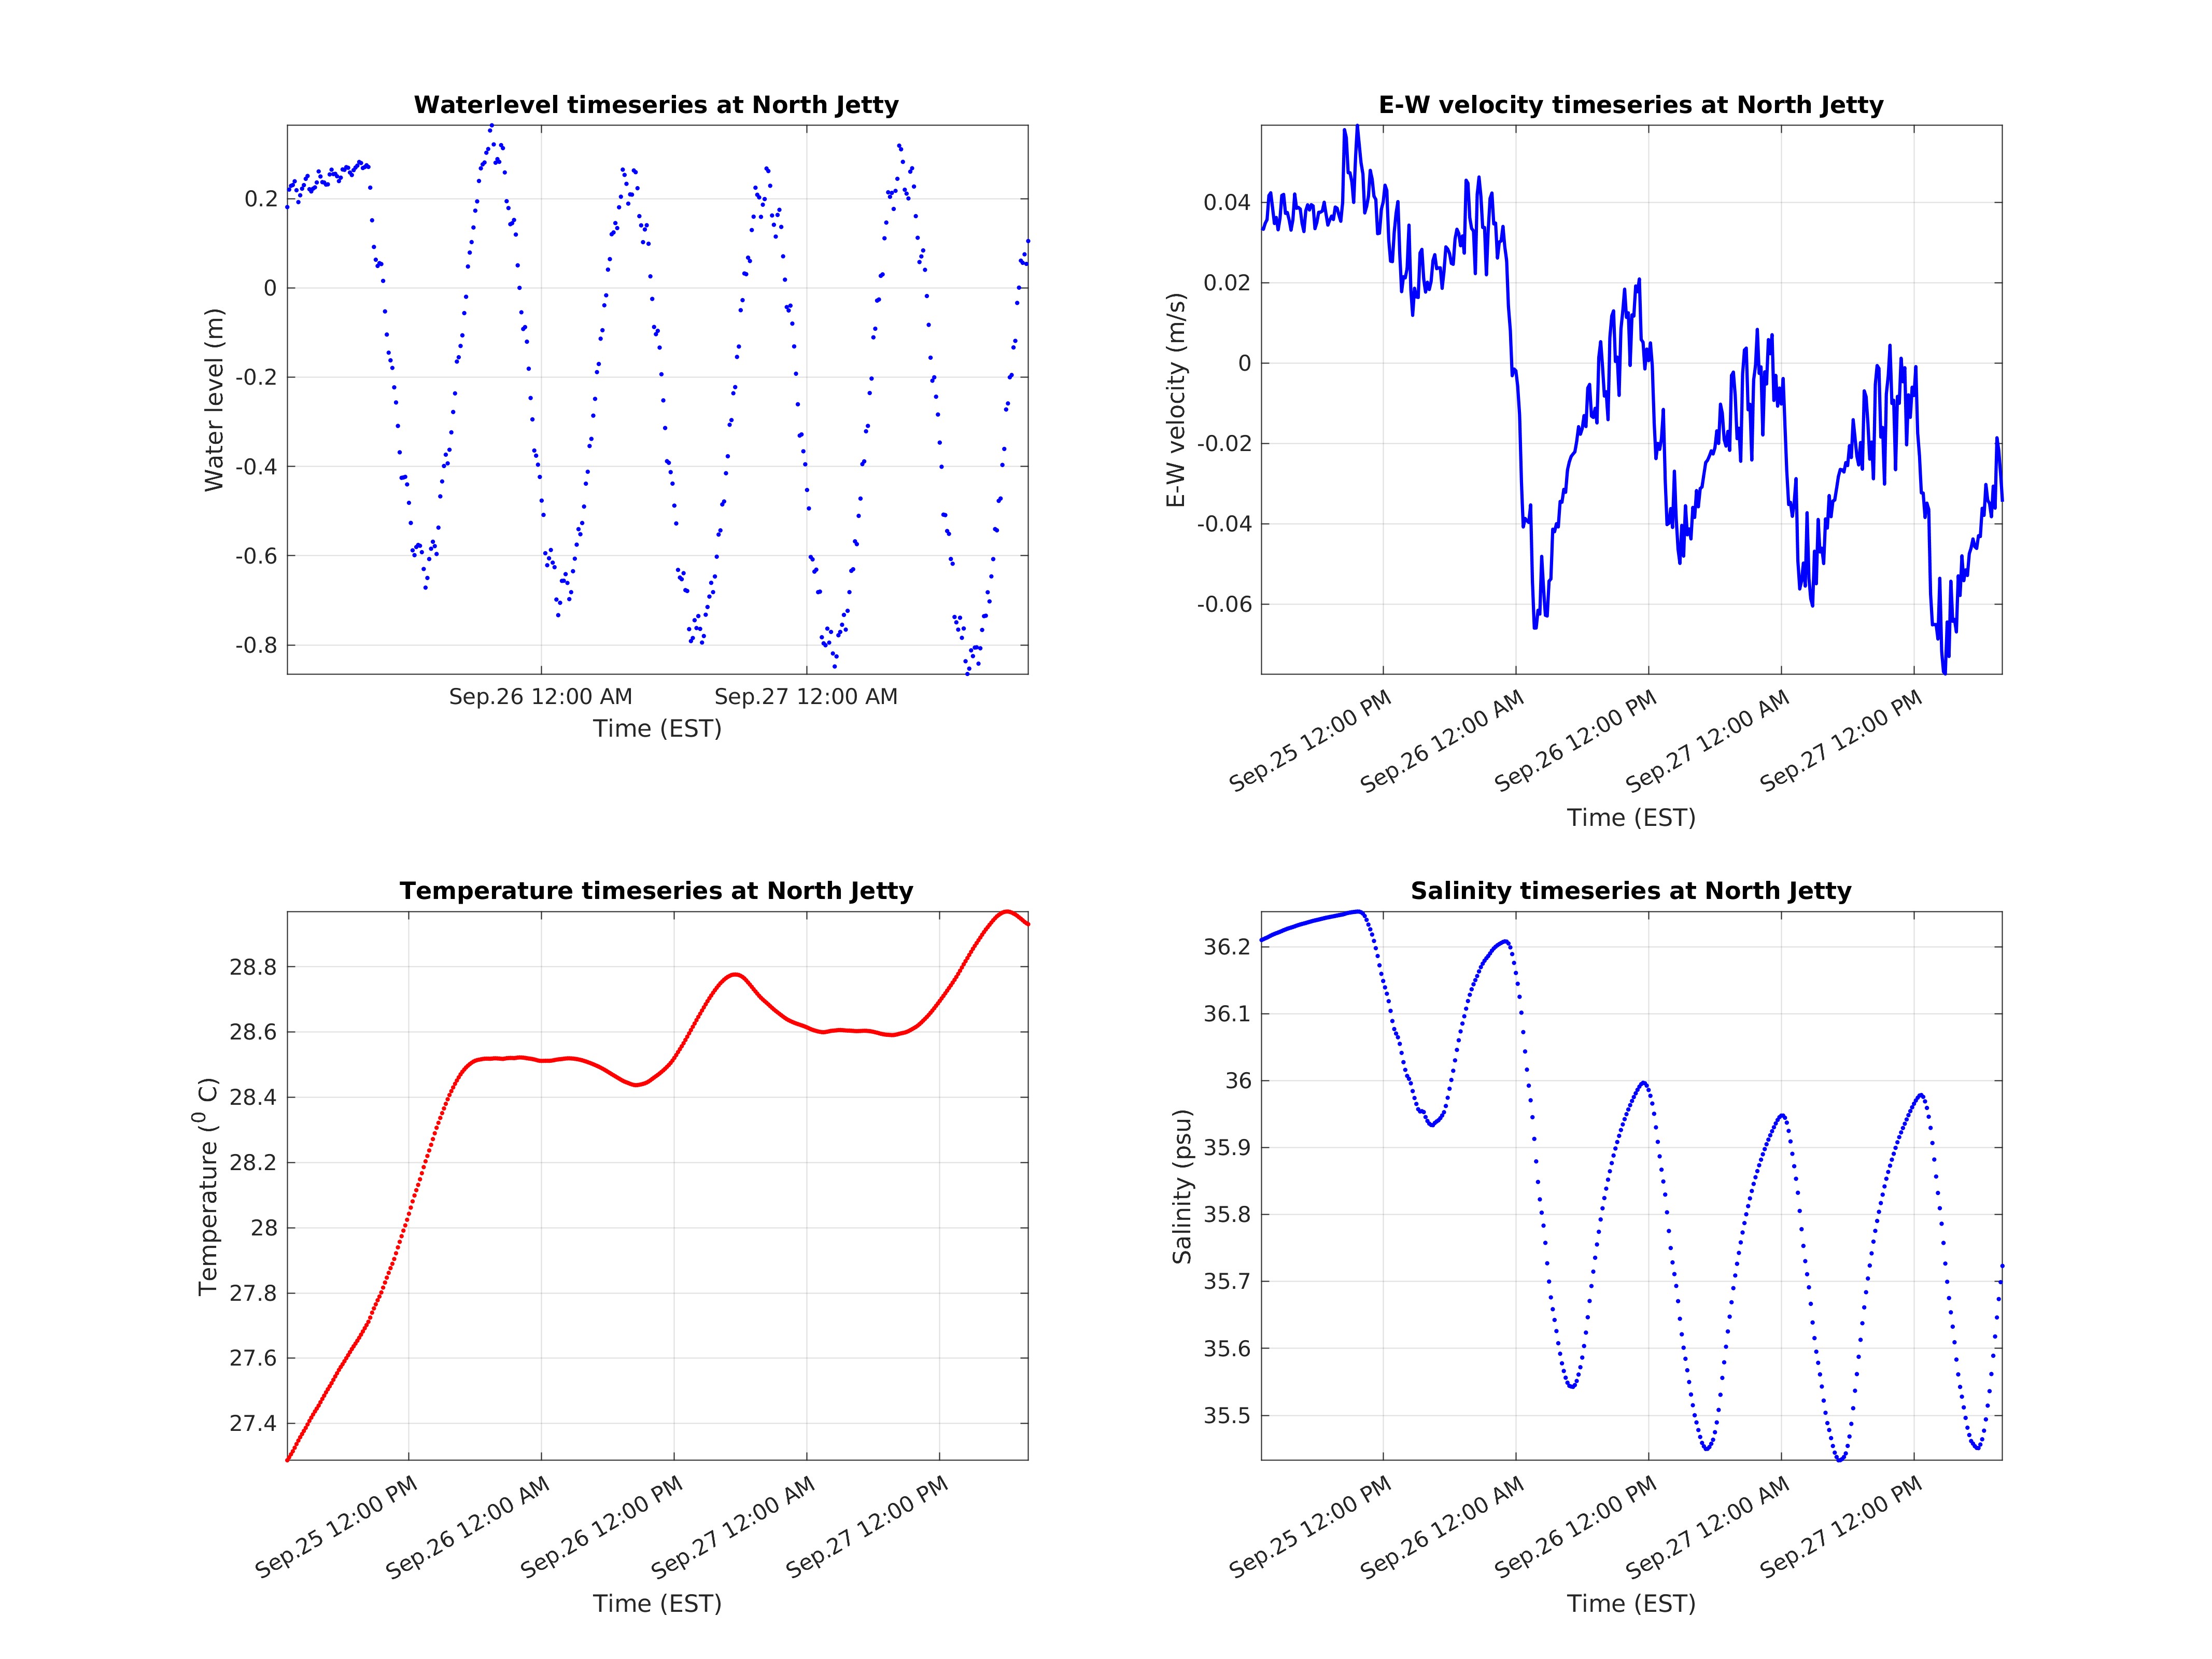 Waterlevel timeseries at North Jetty
Water level (m)
0.2
0
-0.2
-0.4
-0.6
-0.8
Sep.26 12:00 AM
Sep.27 12:00 AM
Time (EST)
E-W velocity timeseries at North Jetty
E-W velocity (m/s)
0.04
0.02
0
-0.02
-0.04
-0.06
Sep.25 12:00 PM
Sep.26 12:00 AM
Sep.26 12:00 PM
Sep.27 12:00 AM
Sep.27 12:00 PM
Time (EST)
Temperature timeseries at North Jetty
Temperature (⁰ C)
28.8
28.6
28.4
28.2
28
27.8
27.6
27.4
Sep.25 12:00 PM
Sep.26 12:00 AM
Sep.26 12:00 PM
Sep.27 12:00 AM
Sep.27 12:00 PM
Time (EST)
Salinity timeseries at North Jetty
Salinity (psu)
36.2
36.1
36
35.9
35.8
35.7
35.6
35.5
Sep.25 12:00 PM
Sep.26 12:00 AM
Sep.26 12:00 PM
Sep.27 12:00 AM
Sep.27 12:00 PM
Time (EST)